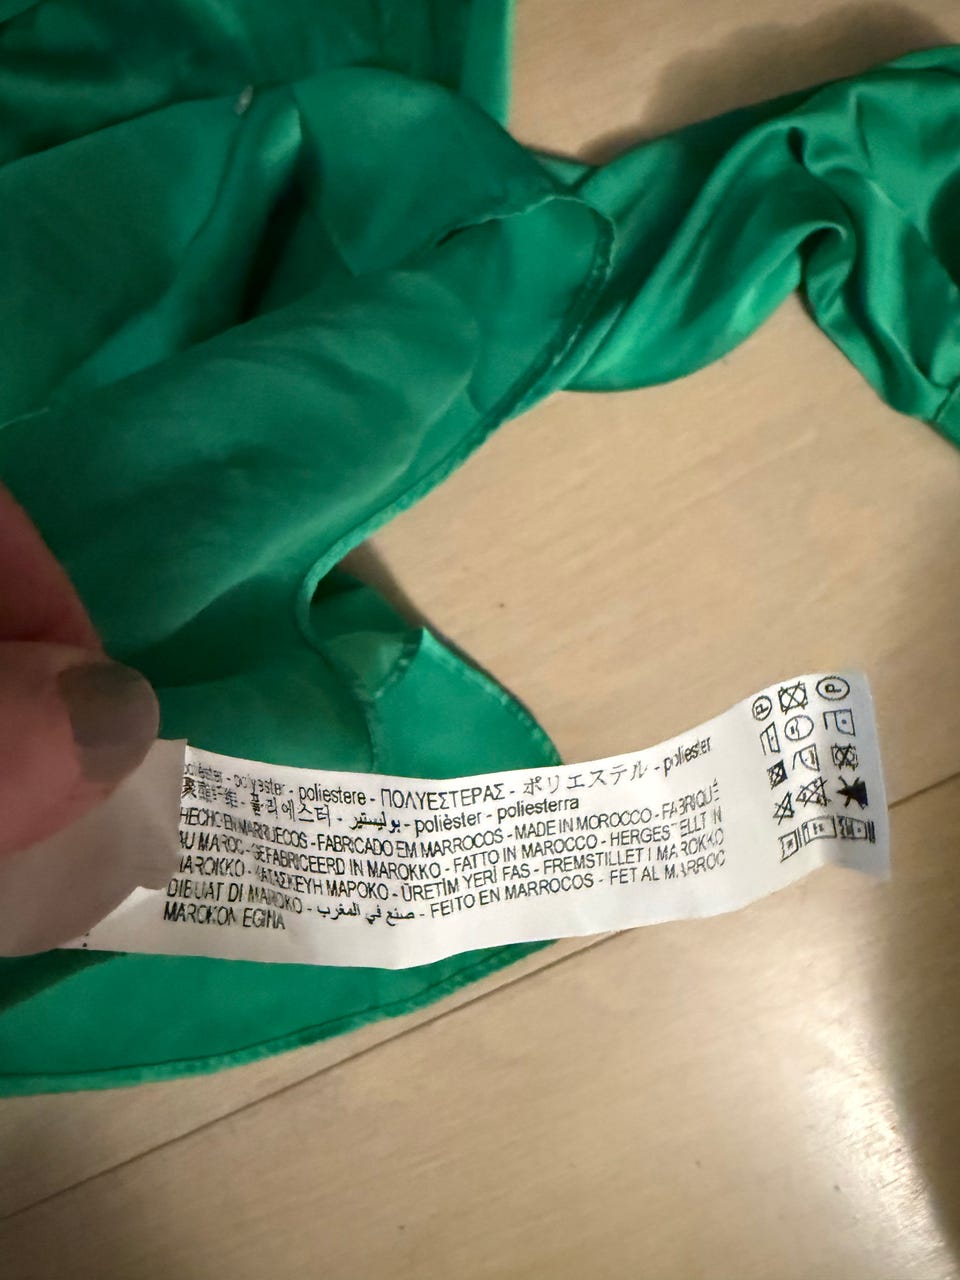 poliéster - polyester - poliestere - ΠΟΛΥΕΣΤΕΡΑΣ - ポリエステル - poliester
聚酯纤维 - 폴리에스터 - بوليستير - polièster - poliesterra
HECHO EN MARRUECOS - FABRICADO EM MARROCOS - MADE IN MOROCCO - FABRIQUÉ
AU MAROC - GEFABRICEERD IN MAROKKO - FATTO IN MAROCCO - HERGESTELLT IN
MAROKKO - ΚΑΤΑΣΚΕΥΗ ΜΑΡΟΚΟ - ÜRETİM YERİ FAS - FREMSTILLET I MAROKKO
DIBUAT DI MAROKO - صنع في المغرب - FEITO EN MARROCOS - FET AL MARROC
MAROKON EGINA
P
P